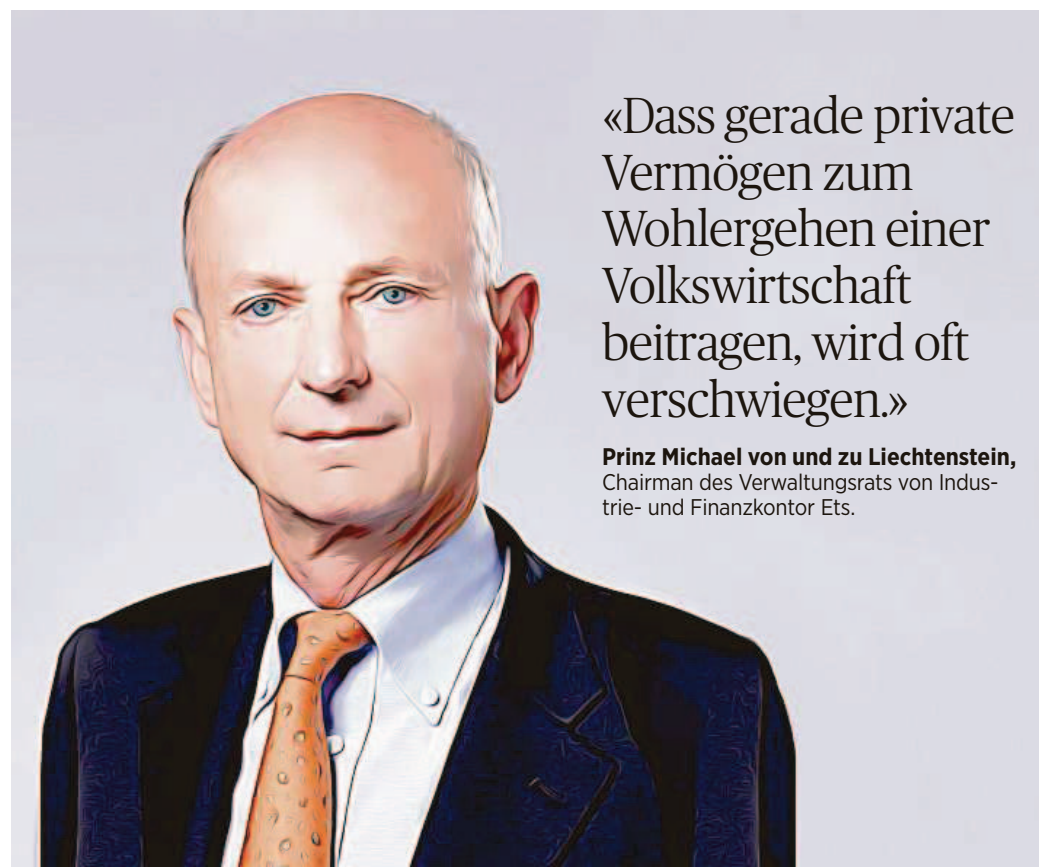 «Dass gerade private
Vermögen zum
Wohlergehen einer
Volkswirtschaft
beitragen, wird oft
verschwiegen.»
Prinz Michael von und zu Liechtenstein,
Chairman des Verwaltungsrats von Indus-
trie- und Finanzkontor Ets.